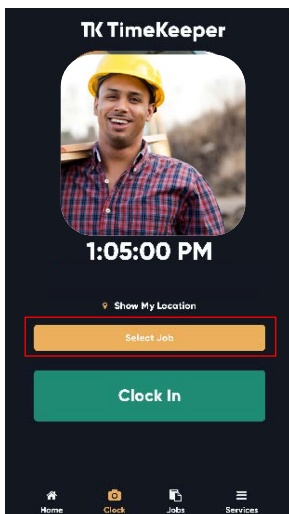 TK TimeKeeper
1:05:00 PM
Show My Location
Select Job
Clock In
Home Clock Jobs Services